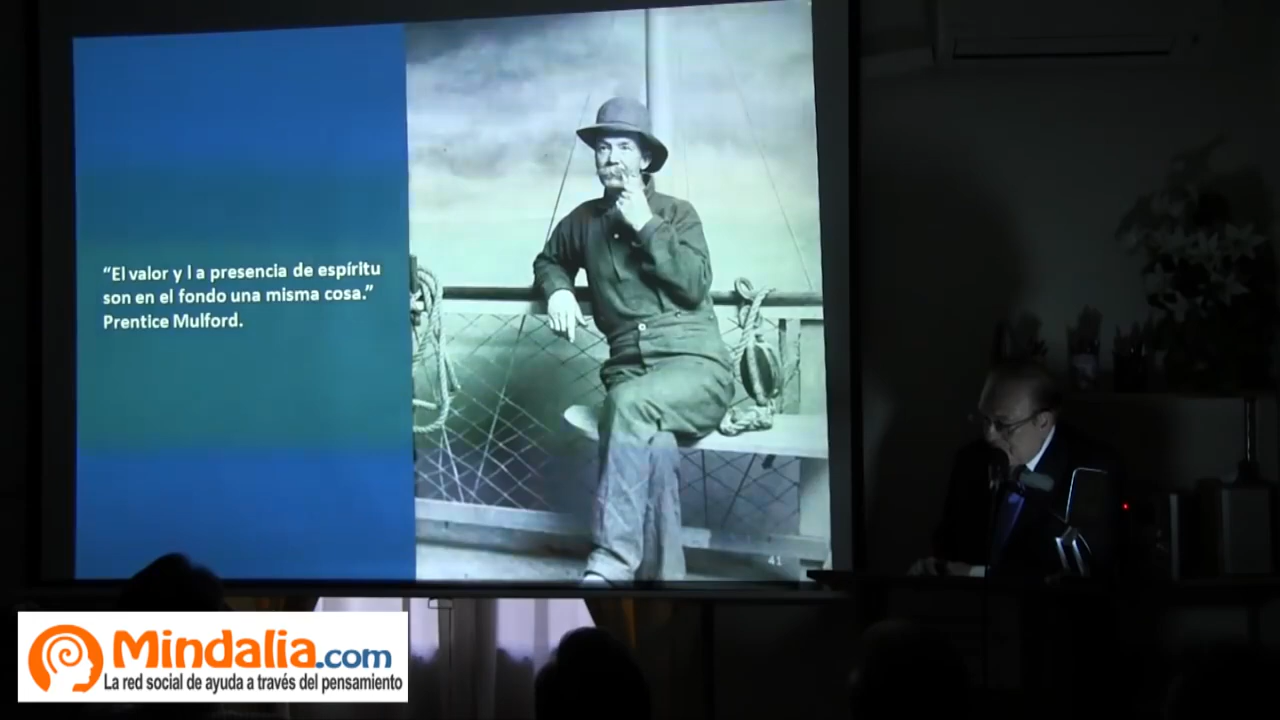 “El valor y l a presencia de espíritu
son en el fondo una misma cosa.”
Prentice Mulford.
41
Mindalia.com
La red social de ayuda a través del pensamiento